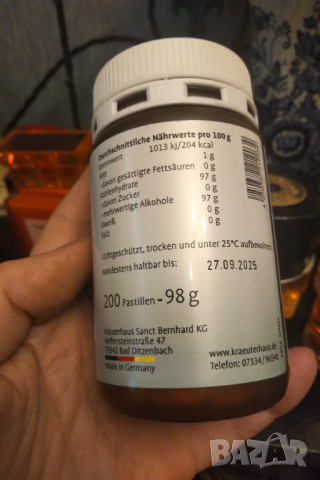 Durchschnittliche Nährwerte pro 100 g
Brennwert 1013 kj/204 kcal
Fett 1 g
-davon gesättigte Fettsäuren 0 g
Kohlenhydrate 97 g
-davon Zucker 0 g
-mehrwertige Alkohole 97 g
Eiweiß 0 g
Salz 0 g
Lichtgeschützt, trocken und unter 25°C aufbewahren.
Mindestens haltbar bis: 27.09.2025
200 Pastillen = 98 g
Kräuterhaus Sanct Bernhard KG
Helfensteinstraße 47
73342 Bad Ditzenbach
Made in Germany
www.kraeuterhaus.de
Telefon: 07334/96540
BAZAR